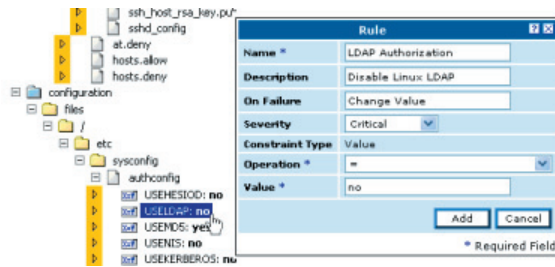 ssh_host_rsa_key.pub
sshd_config
at.deny
hosts.allow
hosts.deny
configuration
files
/
etc
sysconfig
authconfig
USEHESIOD: no
USELDAP: no
USEMD5: yes
USENIS: no
USEKERBEROS: no
Rule
Name *
LDAP Authorization
Description
Disable Linux LDAP
On Failure
Change Value
Severity
Critical
Constraint Type
Value
Operation *
=
Value *
no
Add
Cancel
* Required Field